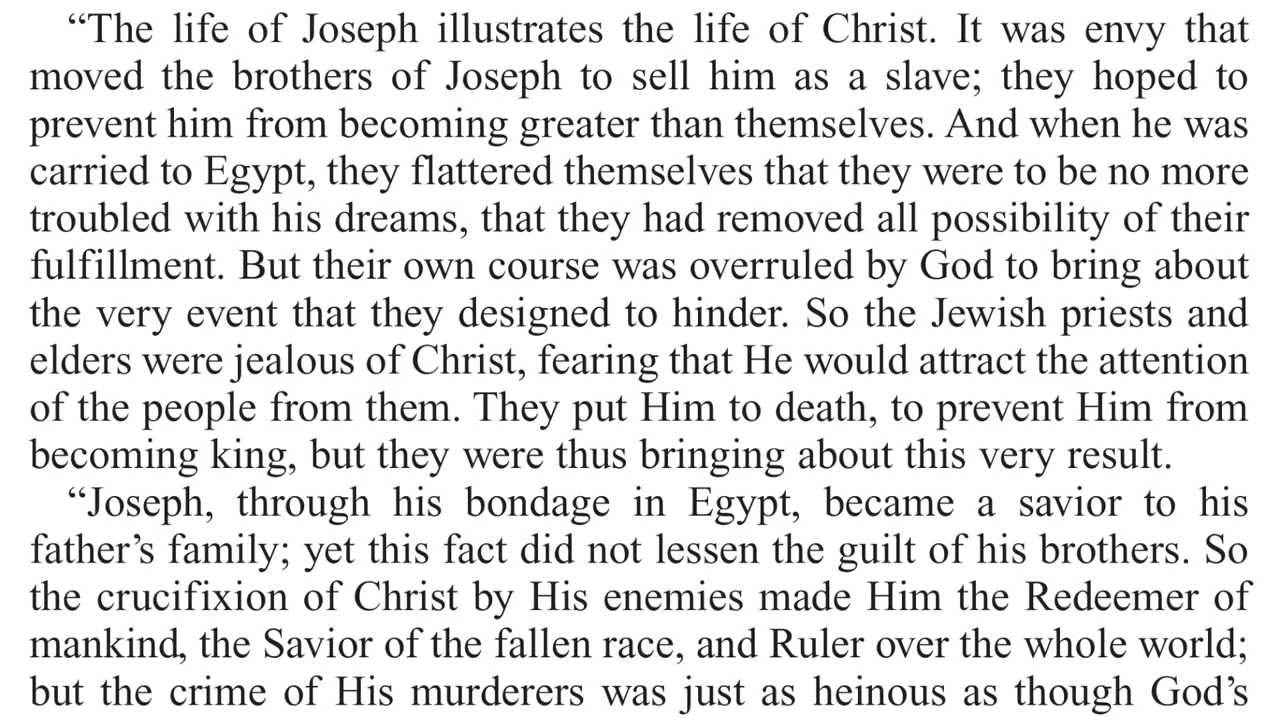 “The life of Joseph illustrates the life of Christ. It was envy that
moved the brothers of Joseph to sell him as a slave; they hoped to
prevent him from becoming greater than themselves. And when he was
carried to Egypt, they flattered themselves that they were to be no more
troubled with his dreams, that they had removed all possibility of their
fulfillment. But their own course was overruled by God to bring about
the very event that they designed to hinder. So the Jewish priests and
elders were jealous of Christ, fearing that He would attract the attention
of the people from them. They put Him to death, to prevent Him from
becoming king, but they were thus bringing about this very result.
“Joseph, through his bondage in Egypt, became a savior to his
father’s family; yet this fact did not lessen the guilt of his brothers. So
the crucifixion of Christ by His enemies made Him the Redeemer of
mankind, the Savior of the fallen race, and Ruler over the whole world;
but the crime of His murderers was just as heinous as though God’s